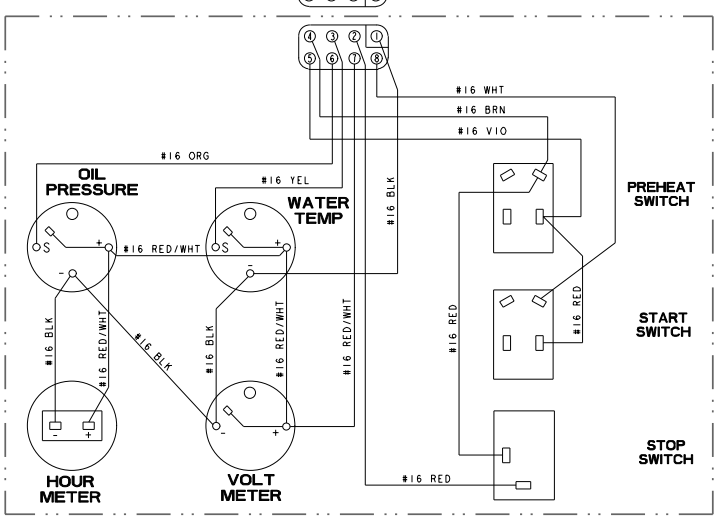 4 3 2 1
5 6 7 8
#16 WHT
#16 BRN
#16 VIO
#16 ORG
OIL
PRESSURE
#16 YEL
WATER
TEMP
#16 BLK
PREHEAT
SWITCH
S
+
-
#16 RED/WHT
S
+
-
#16 BLK
#16 RED/WHT
#16 BLK
#16 BLK
#16 RED/WHT
#16 RED/WHT
#16 RED
#16 RED
START
SWITCH
- +
HOUR
METER
- +
VOLT
METER
#16 RED
STOP
SWITCH